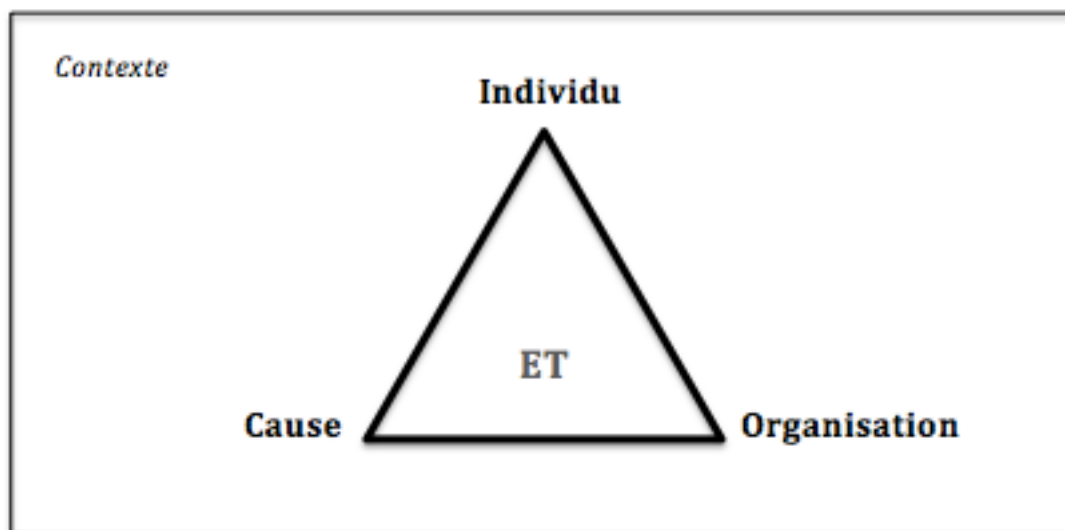 Contexte
Individu
ET
Cause
Organisation